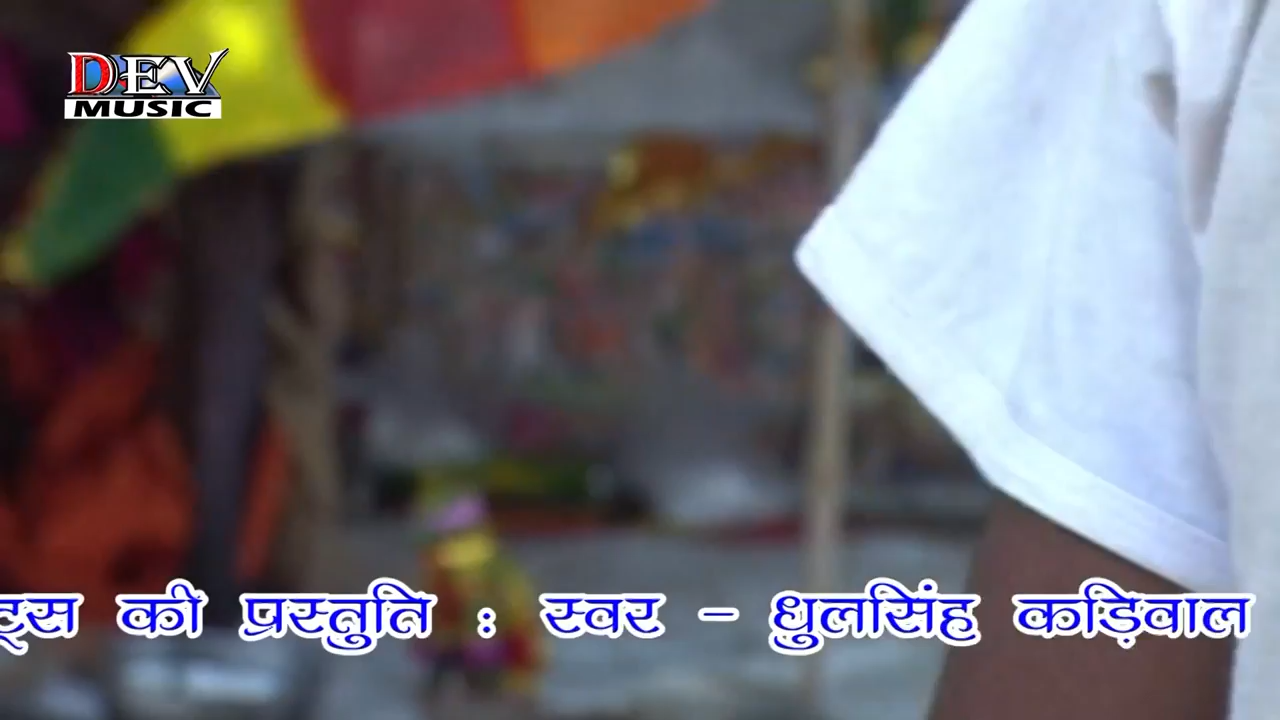 DEV
MUSIC
की प्रस्तुति : स्वर - धुलसिंह कड़िवाल